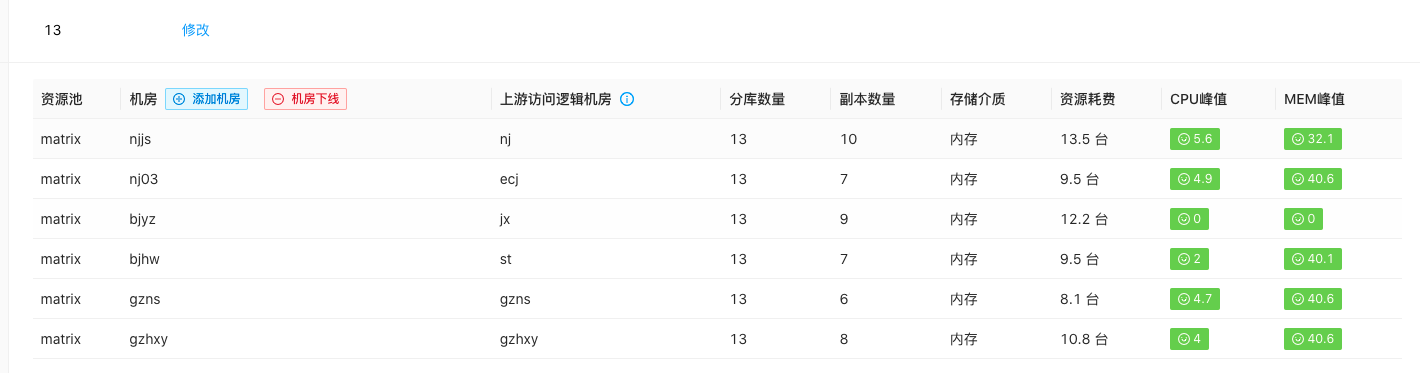 13 修改
资源池 机房 添加机房 机房下线 上游访问逻辑机房 分库数量 副本数量 存储介质 资源耗费 CPU峰值 MEM峰值
matrix njjs nj 13 10 内存 13.5 台 5.6 32.1
matrix nj03 ecj 13 7 内存 9.5 台 4.9 40.6
matrix bjyz jx 13 9 内存 12.2 台 0 0
matrix bjhw st 13 7 内存 9.5 台 2 40.1
matrix gzns gzns 13 6 内存 8.1 台 4.7 40.6
matrix gzhxy gzhxy 13 8 内存 10.8 台 4 40.6